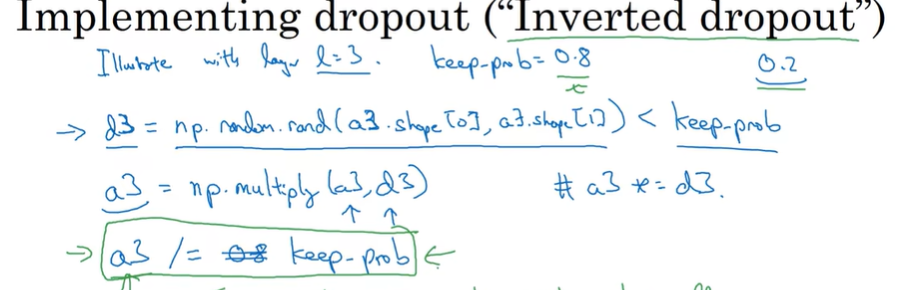 Implementing dropout ("Inverted dropout")
Illustrate with layer l=3. keep-prob = 0.8 0.2
→ d3 = np.random.rand(a3.shape[0], a3.shape[1]) < keep-prob
a3 = np.multiply(a3, d3) # a3 *= d3.
→ a3 /= 0.8 keep-prob ←